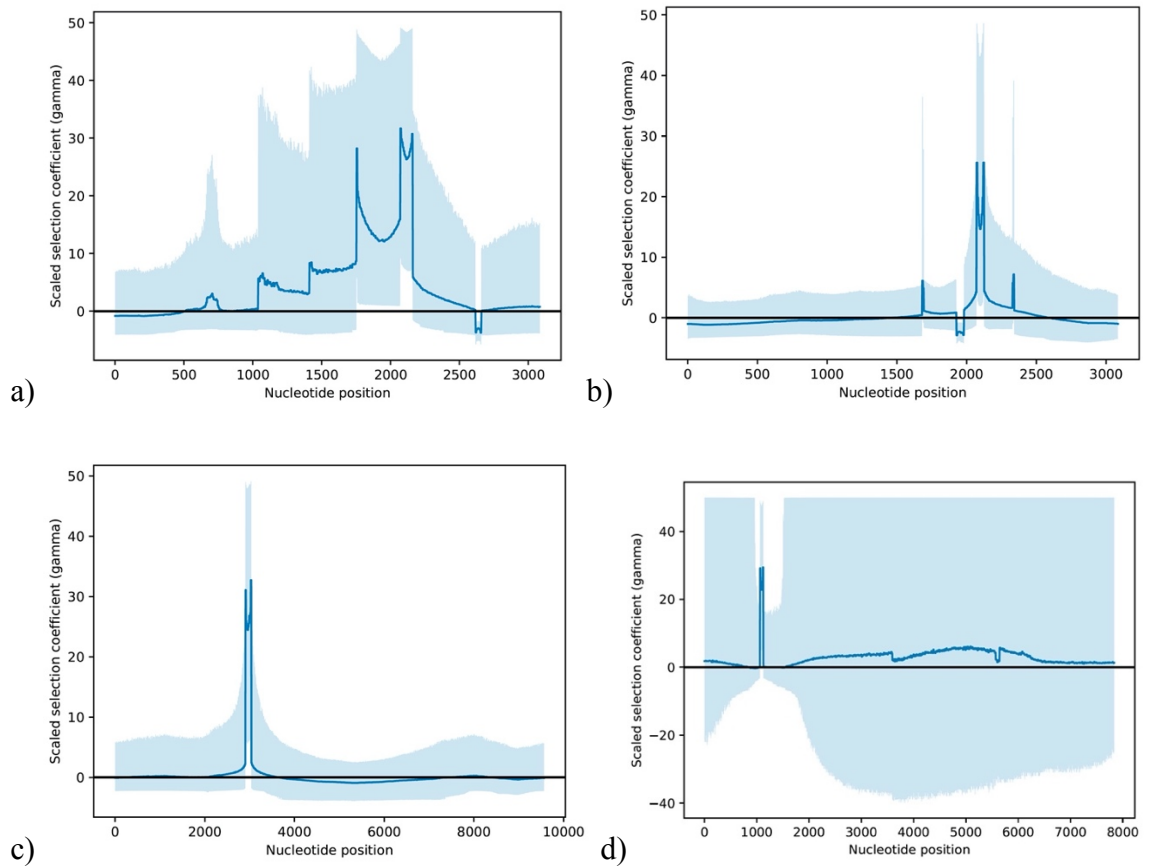 50
40
30
20
10
0
Scaled selection coefficient (gamma)
0 500 1000 1500 2000 2500 3000
Nucleotide position
a)
50
40
30
20
10
0
Scaled selection coefficient (gamma)
0 500 1000 1500 2000 2500 3000
Nucleotide position
b)
50
40
30
20
10
0
Scaled selection coefficient (gamma)
0 2000 4000 6000 8000 10000
Nucleotide position
c)
40
20
0
−20
−40
Scaled selection coefficient (gamma)
0 1000 2000 3000 4000 5000 6000 7000 8000
Nucleotide position
d)